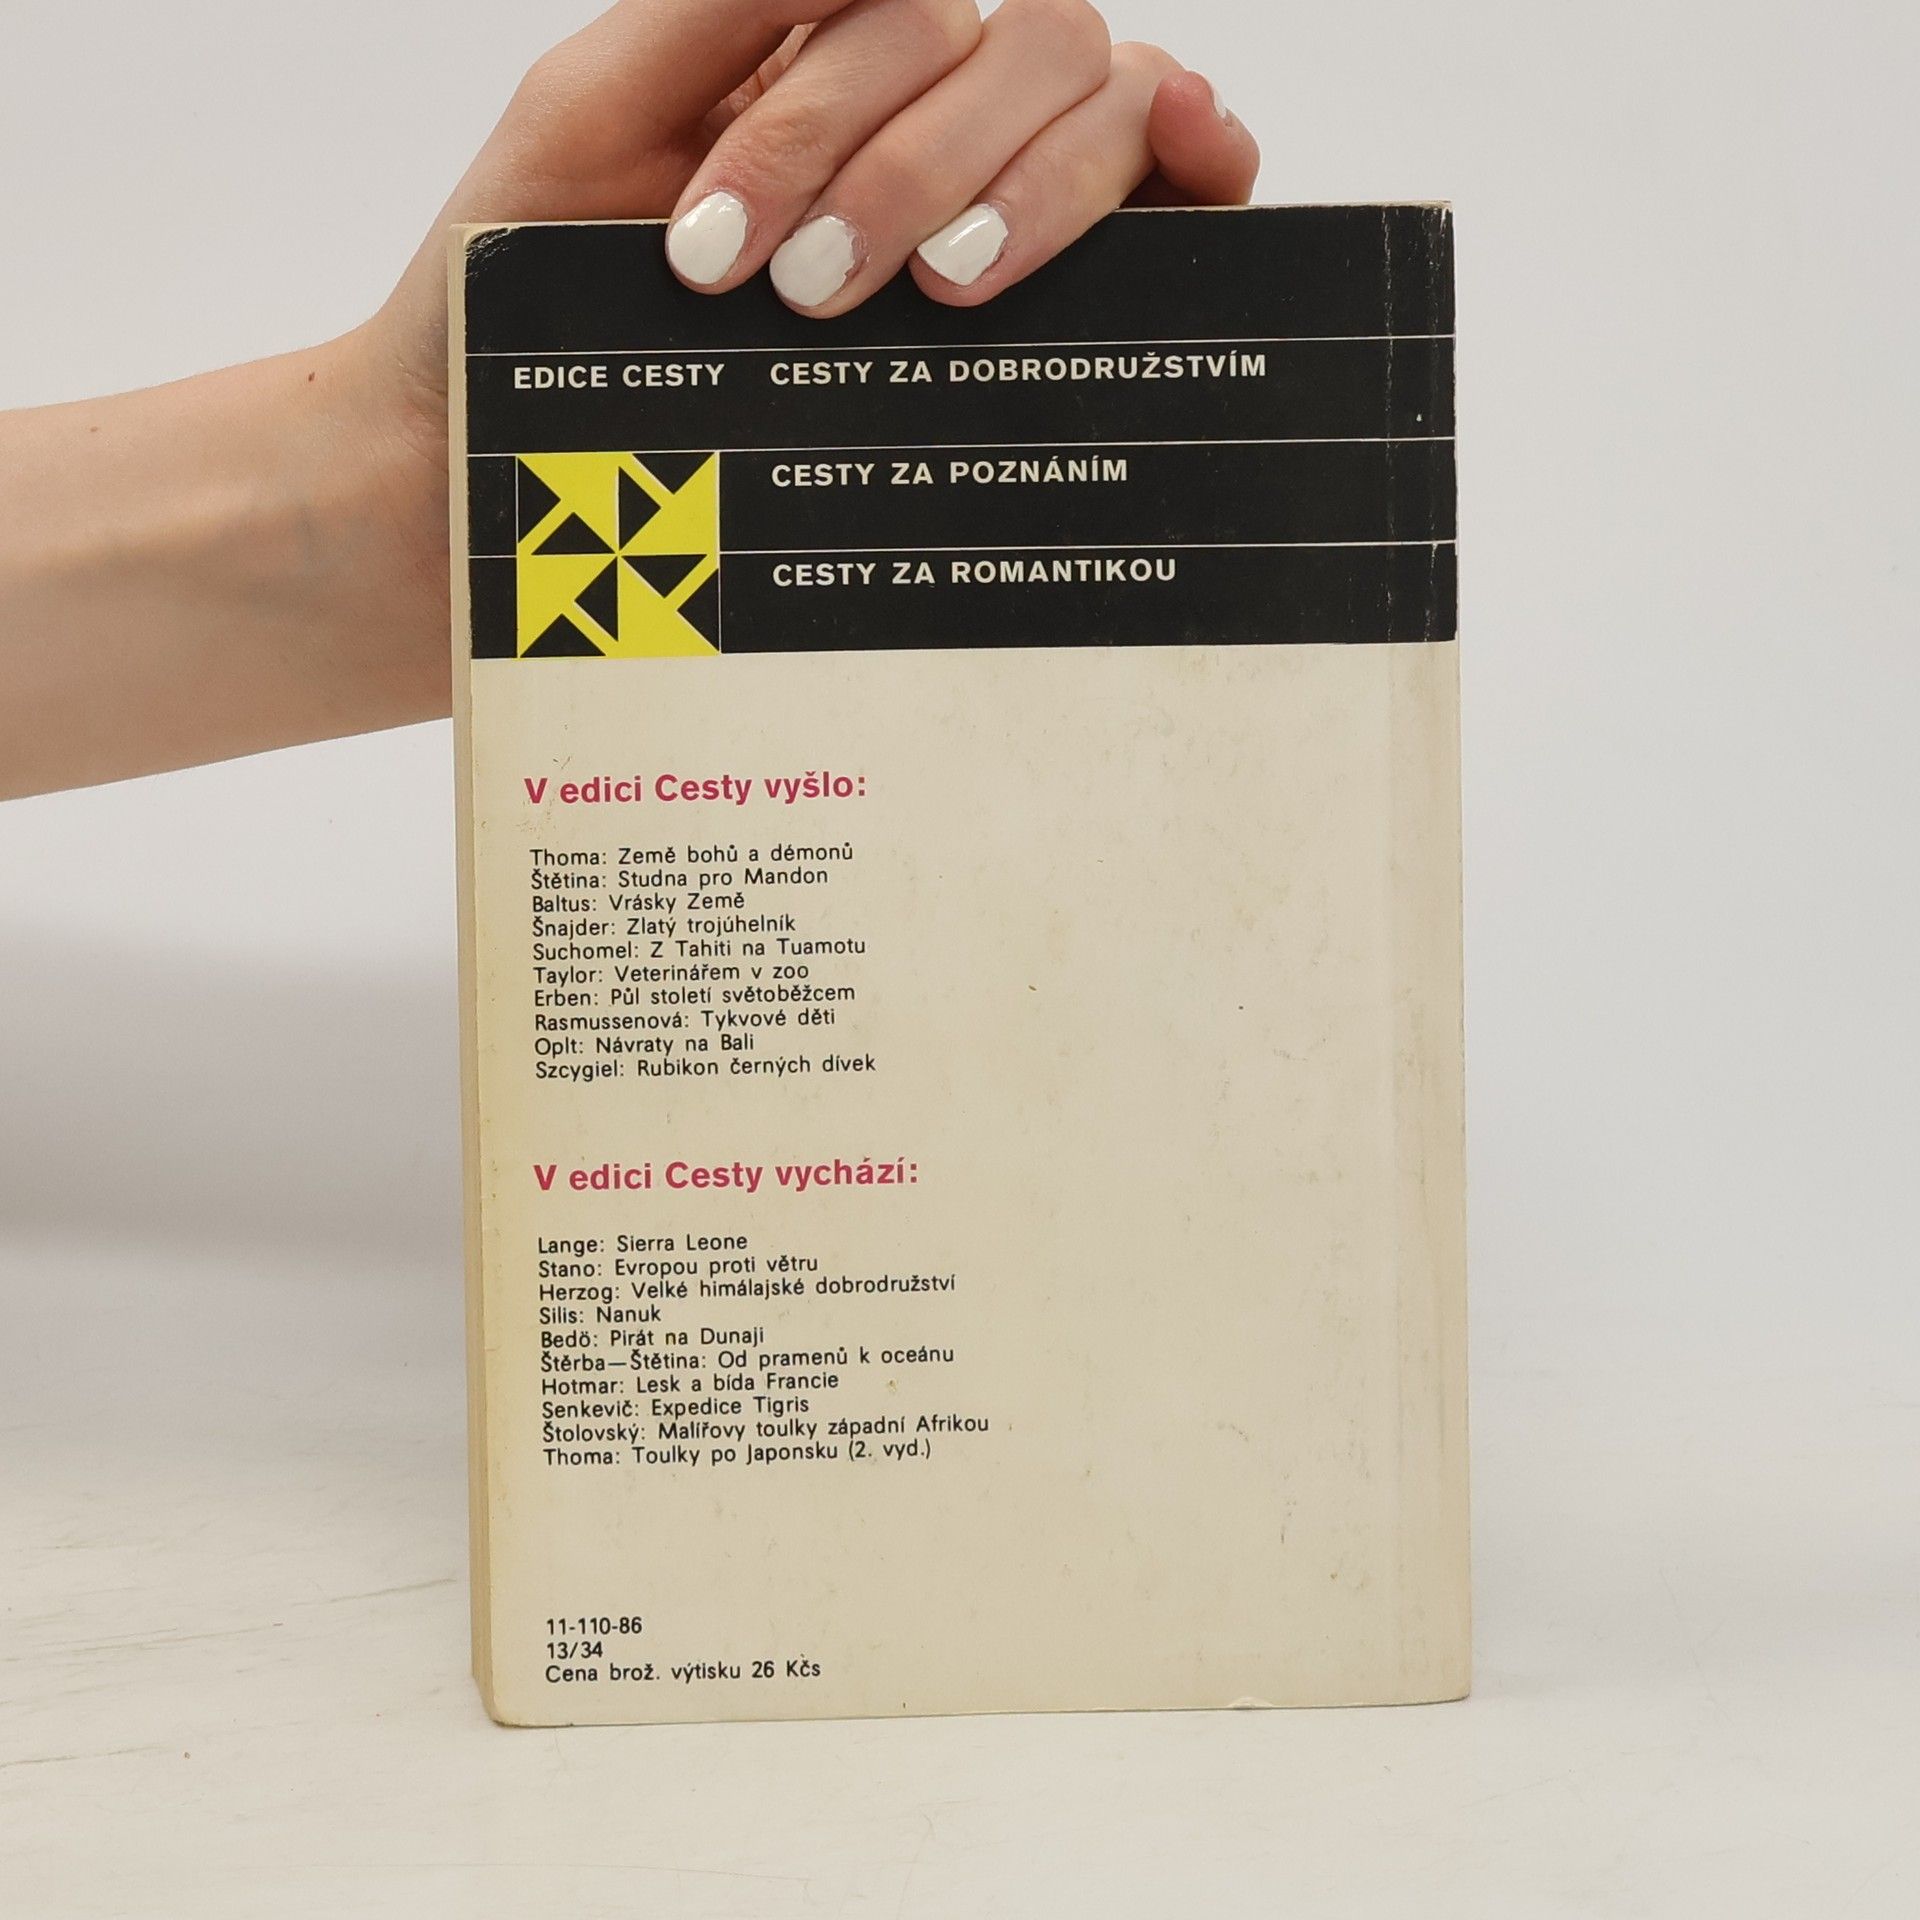 EDICE CESTY CESTY ZA DOBRODRUŽSTVÍM
CESTY ZA POZNÁNÍM
CESTY ZA ROMANTIKOU
V edici Cesty vyšlo:
Thoma: Země bohů a démonů
Štětina: Studna pro Mandon
Baltus: Vrásky Země
Šnajder: Zlatý trojúhelník
Suchomel: Z Tahiti na Tuamotu
Taylor: Veterinářem v zoo
Erben: Půl století světoběžcem
Rasmussenová: Tykvové děti
Oplt: Návraty na Bali
Szcygiel: Rubikon černých dívek
V edici Cesty vychází:
Lange: Sierra Leone
Stano: Evropou proti větru
Herzog: Velké himálajské dobrodružství
Silis: Nanuk
Bedö: Pirát na Dunaji
Štěrba—Štětina: Od pramenů k oceánu
Hotmar: Lesk a bída Francie
Senkevič: Expedice Tigris
Štolovský: Malířovy toulky západní Afrikou
Thoma: Toulky po Japonsku (2. vyd.)
11-110-86
13/34
Cena brož. výtisku 26 Kčs